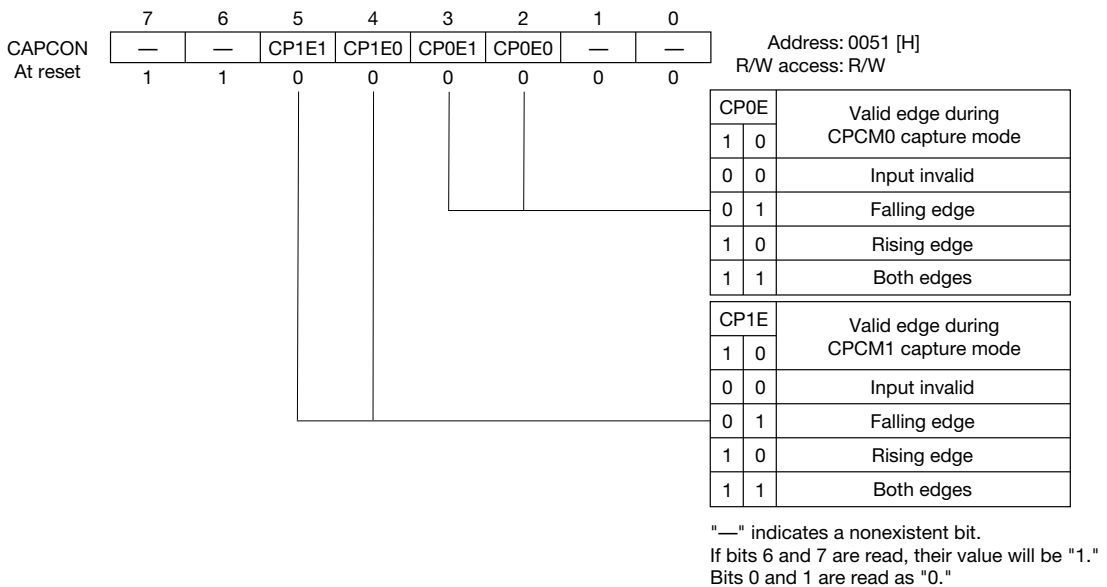 7 6 5 4 3 2 1 0
CAPCON — — CP1E1 CP1E0 CP0E1 CP0E0 — —
At reset 1 1 0 0 0 0 0 0
Address: 0051 [H]
R/W access: R/W
CP0E Valid edge during
1 0 CPCM0 capture mode
0 0 Input invalid
0 1 Falling edge
1 0 Rising edge
1 1 Both edges
CP1E Valid edge during
1 0 CPCM1 capture mode
0 0 Input invalid
0 1 Falling edge
1 0 Rising edge
1 1 Both edges
"—" indicates a nonexistent bit.
If bits 6 and 7 are read, their value will be "1."
Bits 0 and 1 are read as "0."